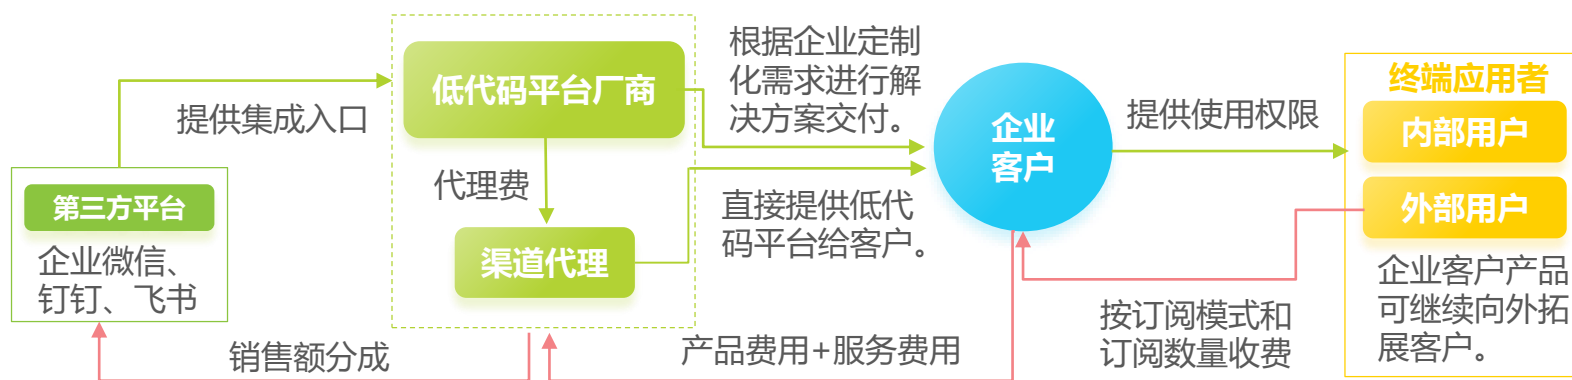 提供集成入口
第三方平台
企业微信、
钉钉、飞书
销售额分成
低代码平台厂商
代理费
渠道代理
根据企业定制
化需求进行解
决方案交付。
直接提供低代
码平台给客户。
产品费用+服务费用
企业
客户
提供使用权限
按订阅模式和
订阅数量收费
终端应用者
内部用户
外部用户
企业客户产品
可继续向外拓
展客户。